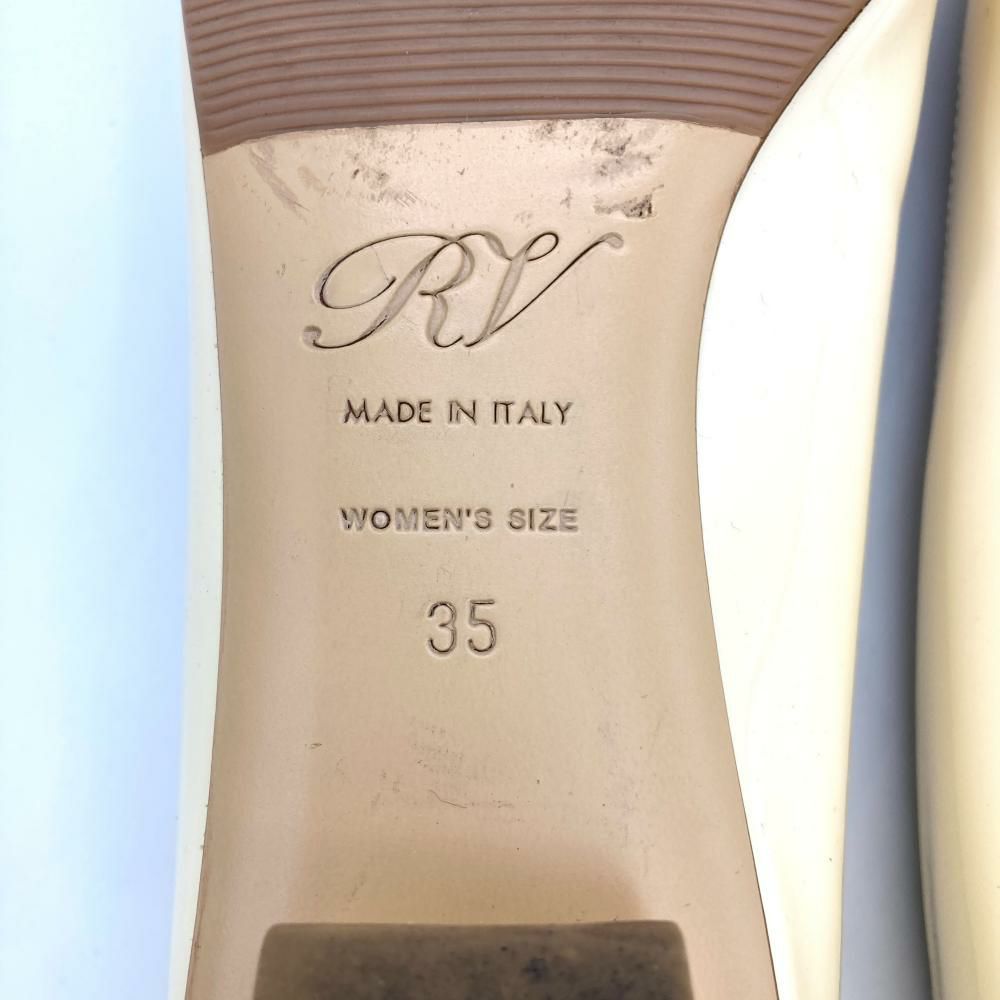 RV
MADE IN ITALY
WOMEN'S SIZE
35